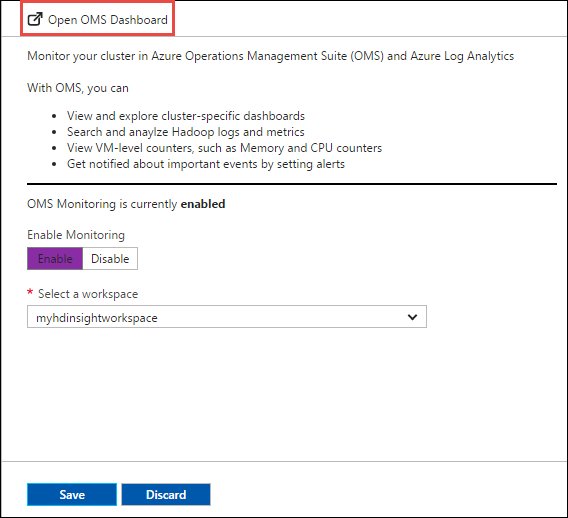 Open OMS Dashboard
Monitor your cluster in Azure Operations Management Suite (OMS) and Azure Log Analytics
With OMS, you can
• View and explore cluster-specific dashboards
• Search and anaylze Hadoop logs and metrics
• View VM-level counters, such as Memory and CPU counters
• Get notified about important events by setting alerts
OMS Monitoring is currently enabled
Enable Monitoring
Enable Disable
* Select a workspace
myhdinsightworkspace
Save Discard